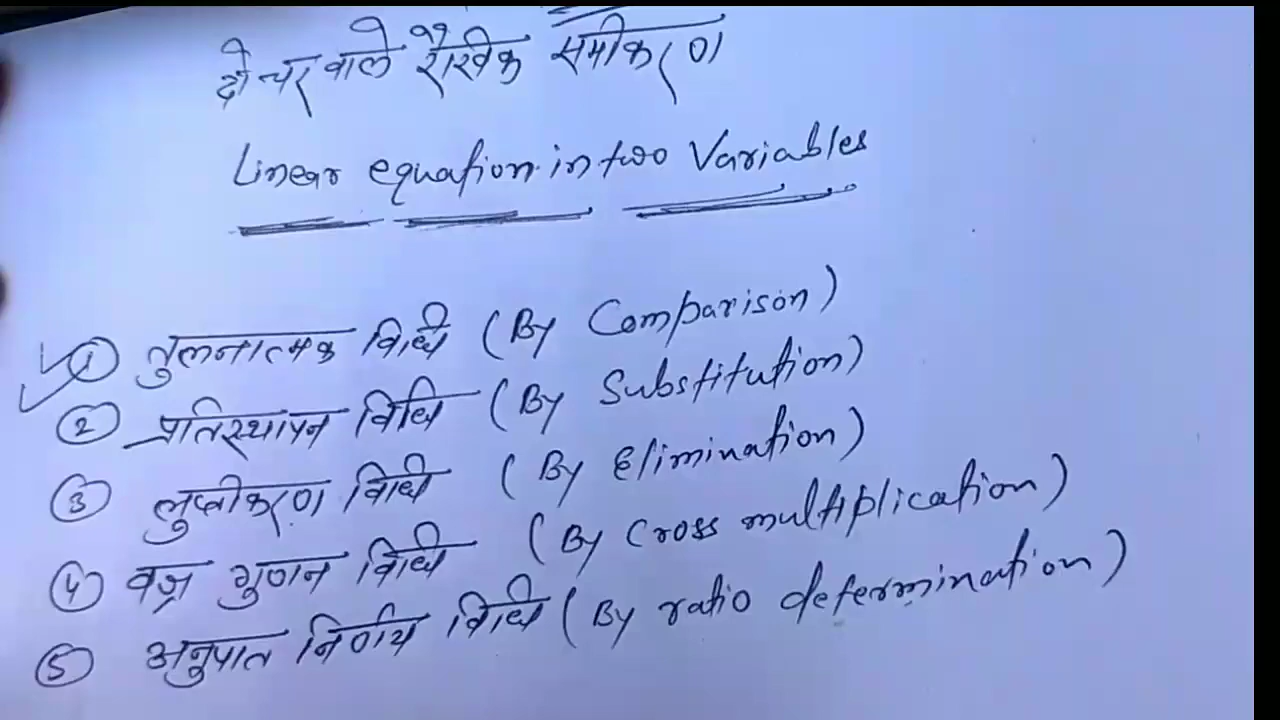 दो चर वाले रैखिक समीकरण
Linear equation in two Variables
① तुलनात्मक विधि (By Comparison)
② प्रतिस्थापन विधि (By Substitution)
③ लुप्तीकरण विधि (By Elimination)
④ वज्र गुणन विधि (By Cross multiplication)
⑤ अनुपात निर्णय विधि (By ratio determination)